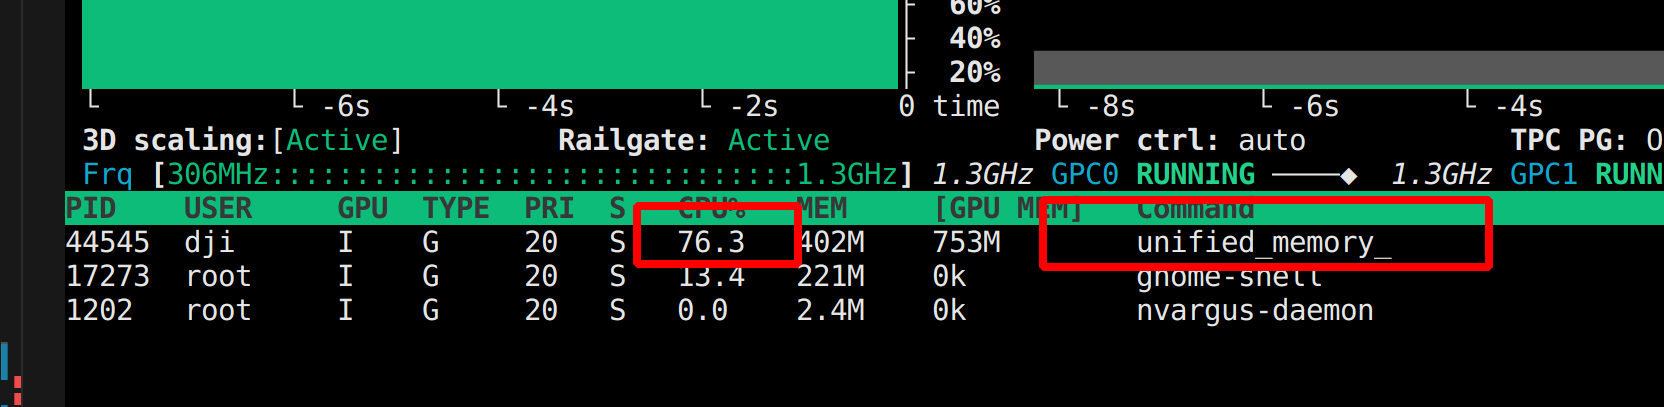 60%
40%
20%
-6s -4s -2s 0 time -8s -6s -4s
3D scaling:[Active] Railgate: Active Power ctrl: auto TPC PG: O
Frq [306MHz::::::::::::::::::::::::::::::::1.3GHz] 1.3GHz GPC0 RUNNING ────◆ 1.3GHz GPC1 RUNN
PID USER GPU TYPE PRI S CPU% MEM [GPU MEM] Command
44545 dji I G 20 S 76.3 402M 753M unified_memory_
17273 root I G 20 S 13.4 221M 0k gnome-shell
1202 root I G 20 S 0.0 2.4M 0k nvargus-daemon